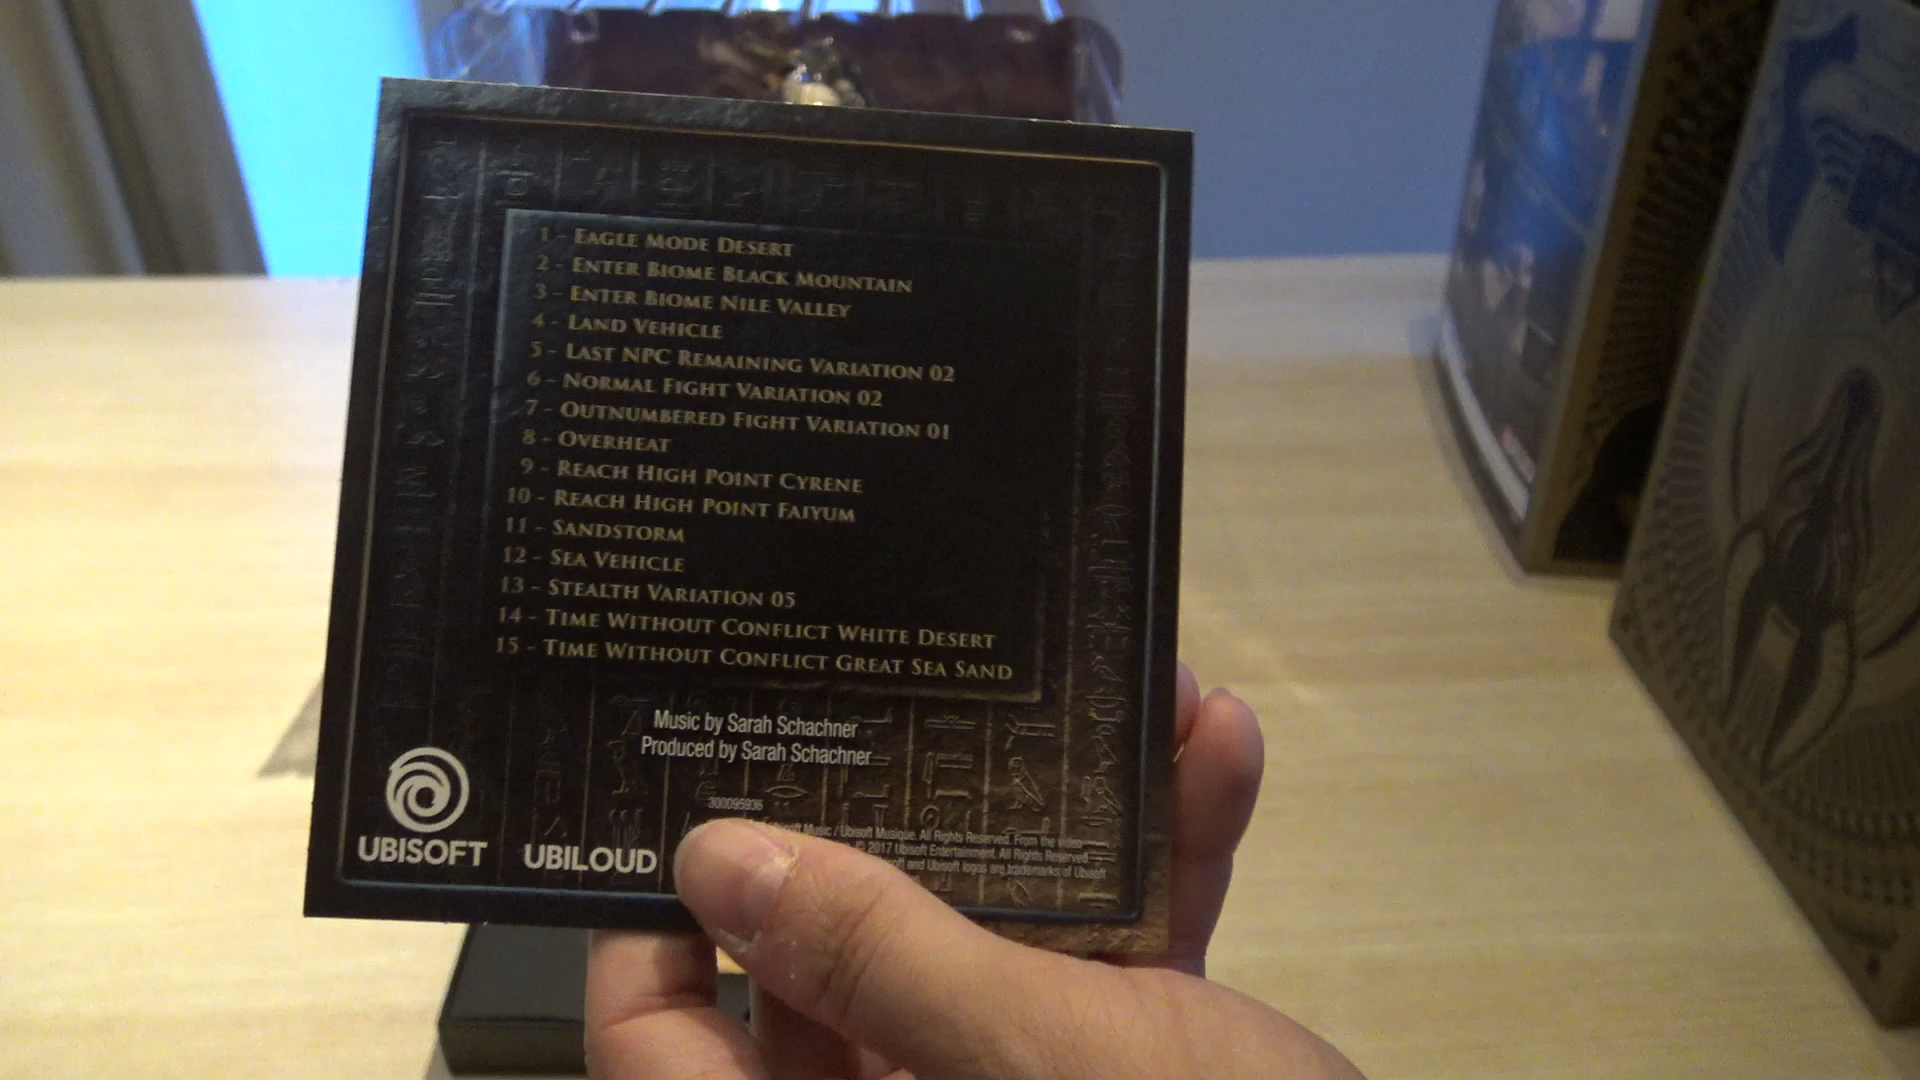 1 - Eagle Mode Desert
2 - Enter Biome Black Mountain
3 - Enter Biome Nile Valley
4 - Land Vehicle
5 - Last NPC Remaining Variation 02
6 - Normal Fight Variation 02
7 - Outnumbered Fight Variation 01
8 - Overheat
9 - Reach High Point Cyrene
10 - Reach High Point Faiyum
11 - Sandstorm
12 - Sea Vehicle
13 - Stealth Variation 05
14 - Time Without Conflict White Desert
15 - Time Without Conflict Great Sea Sand
Music by Sarah Schachner
Produced by Sarah Schachner
300095936
Music / Ubisoft Musique. All Rights Reserved. From the video
© 2017 Ubisoft Entertainment. All Rights Reserved.
and Ubisoft logos are trademarks of Ubisoft
UBISOFT
UBILOUD